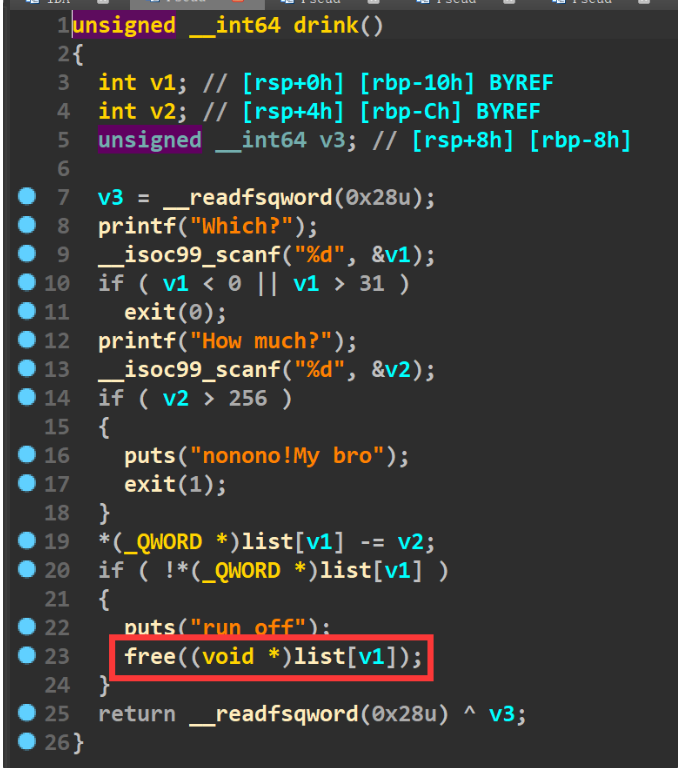 1 unsigned __int64 drink()
2 {
3   int v1; // [rsp+0h] [rbp-10h] BYREF
4   int v2; // [rsp+4h] [rbp-Ch] BYREF
5   unsigned __int64 v3; // [rsp+8h] [rbp-8h]
6
7   v3 = __readfsqword(0x28u);
8   printf("Which?");
9   __isoc99_scanf("%d", &v1);
10   if ( v1 < 0 || v1 > 31 )
11     exit(0);
12   printf("How much?");
13   __isoc99_scanf("%d", &v2);
14   if ( v2 > 256 )
15   {
16     puts("nonono!My bro");
17     exit(1);
18   }
19   *(_QWORD *)list[v1] -= v2;
20   if ( !*(_QWORD *)list[v1] )
21   {
22     puts("run off");
23     free((void *)list[v1]);
24   }
25   return __readfsqword(0x28u) ^ v3;
26 }